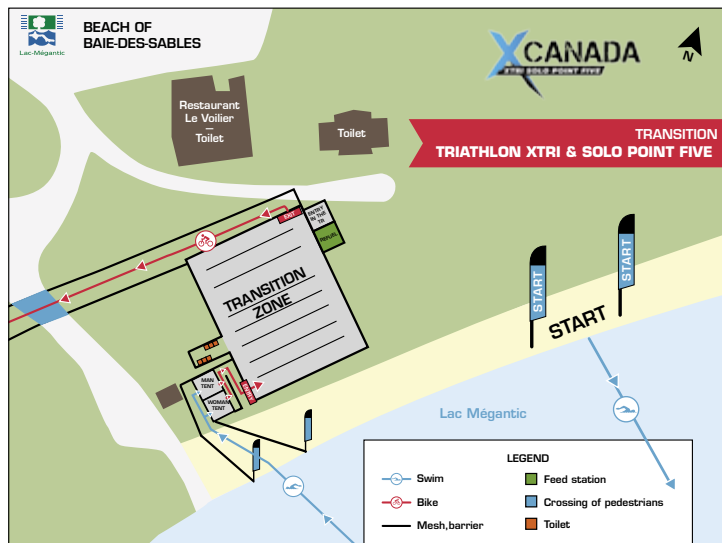 BEACH OF
BAIE-DES-SABLES
Lac-Mégantic
XCANADA
XTRI SOLO POINT FIVE
N
TRANSITION
TRIATHLON XTRI & SOLO POINT FIVE
Restaurant
Le Voilier
—
Toilet
Toilet
EXIT
ENTRY
IN THE
TR
REFUEL
TRANSITION
ZONE
START
START
START
MAN
TENT
WOMAN
TENT
Lac Mégantic
LEGEND
Swim
Feed station
Bike
Crossing of pedestrians
Mesh,barrier
Toilet